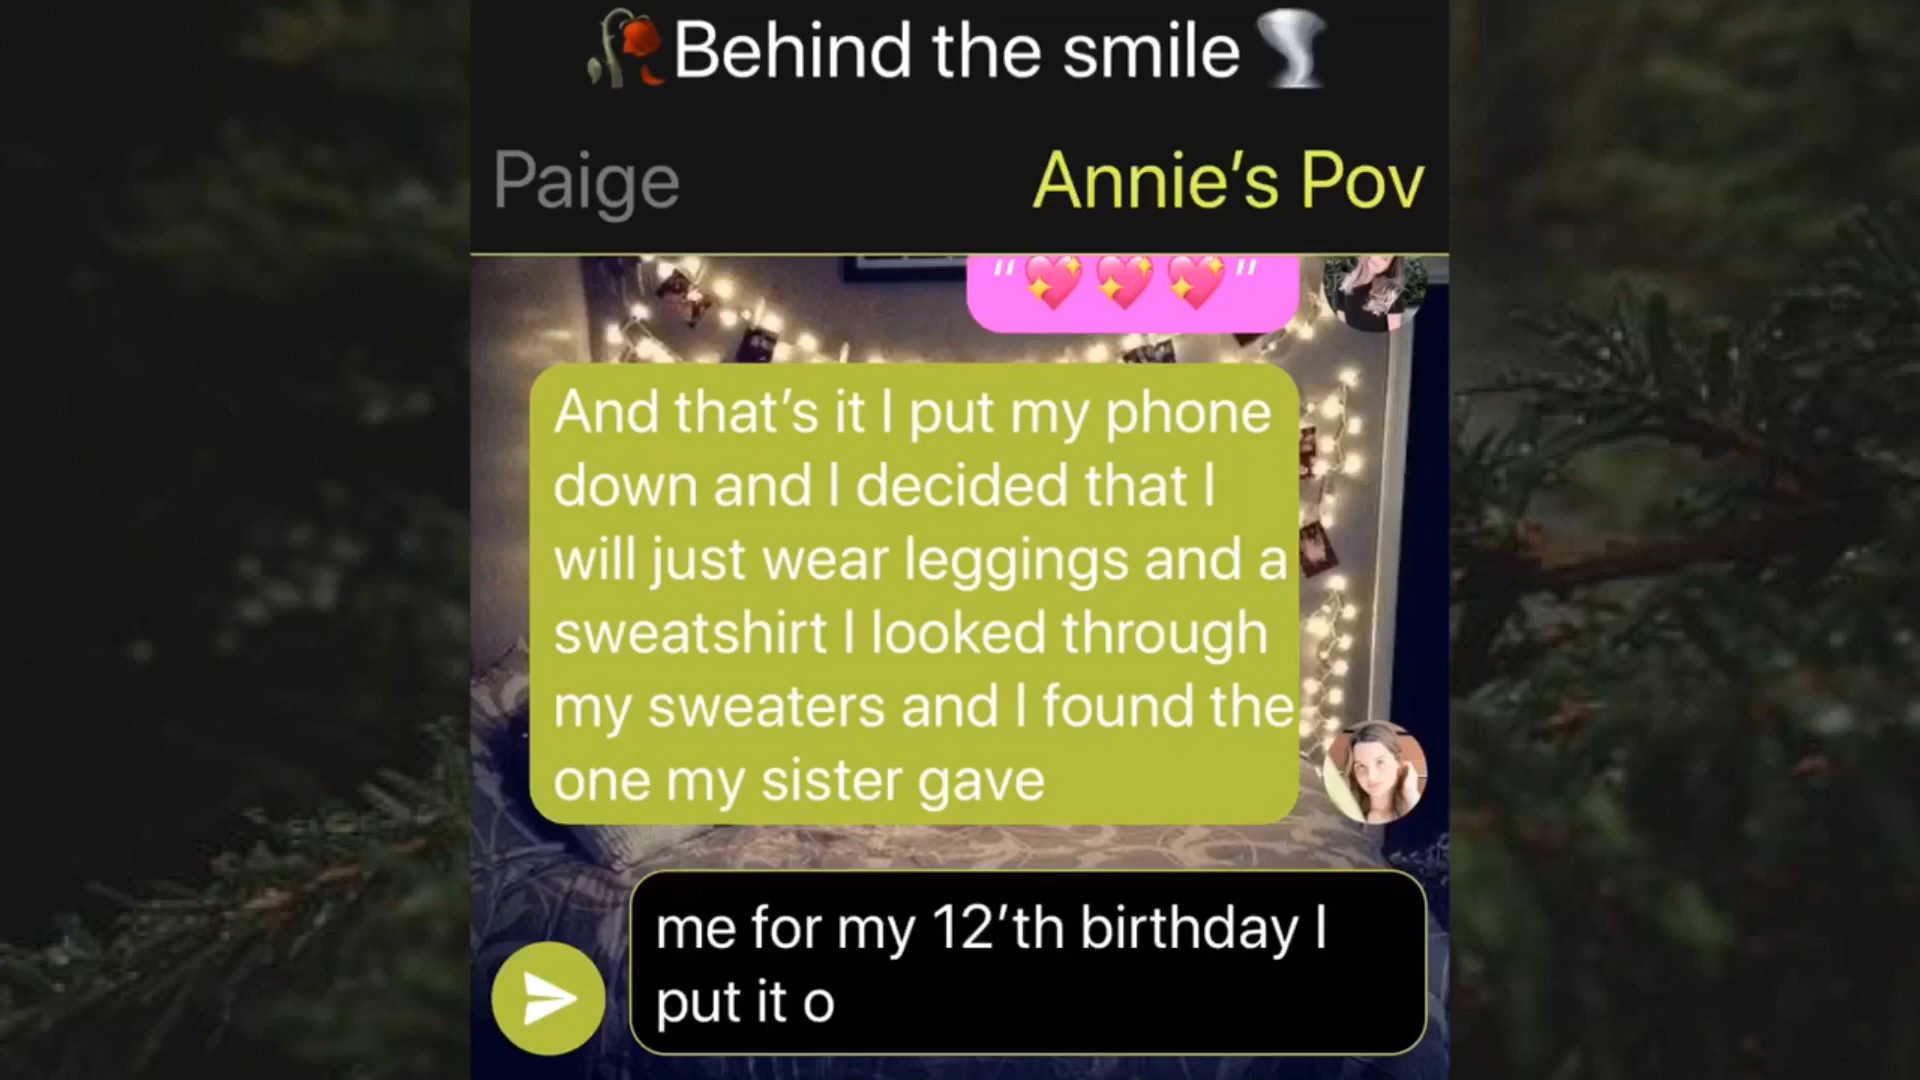 🥀Behind the smile🌪
Paige
Annie’s Pov
"💖💖💖"
And that’s it I put my phone
down and I decided that I
will just wear leggings and a
sweatshirt I looked through
my sweaters and I found the
one my sister gave
me for my 12’th birthday I
put it o